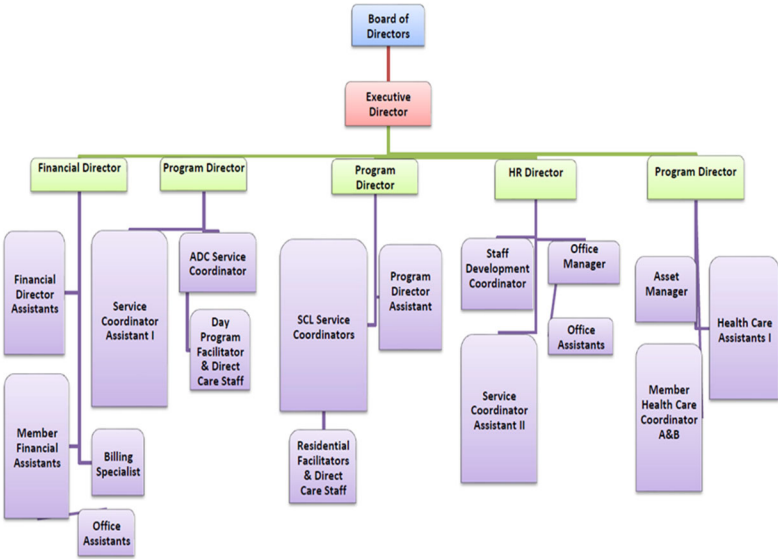 Board of
Directors
Executive
Director
Financial Director
Program Director
Program
Director
HR Director
Program Director
Financial
Director
Assistants
Service
Coordinator
Assistant I
ADC Service
Coordinator
Day
Program
Facilitator
& Direct
Care Staff
SCL Service
Coordinators
Program
Director
Assistant
Staff
Development
Coordinator
Office
Manager
Office
Assistants
Asset
Manager
Health Care
Assistants I
Member
Financial
Assistants
Billing
Specialist
Office
Assistants
Residential
Facilitators
& Direct
Care Staff
Service
Coordinator
Assistant II
Member
Health Care
Coordinator
A&B